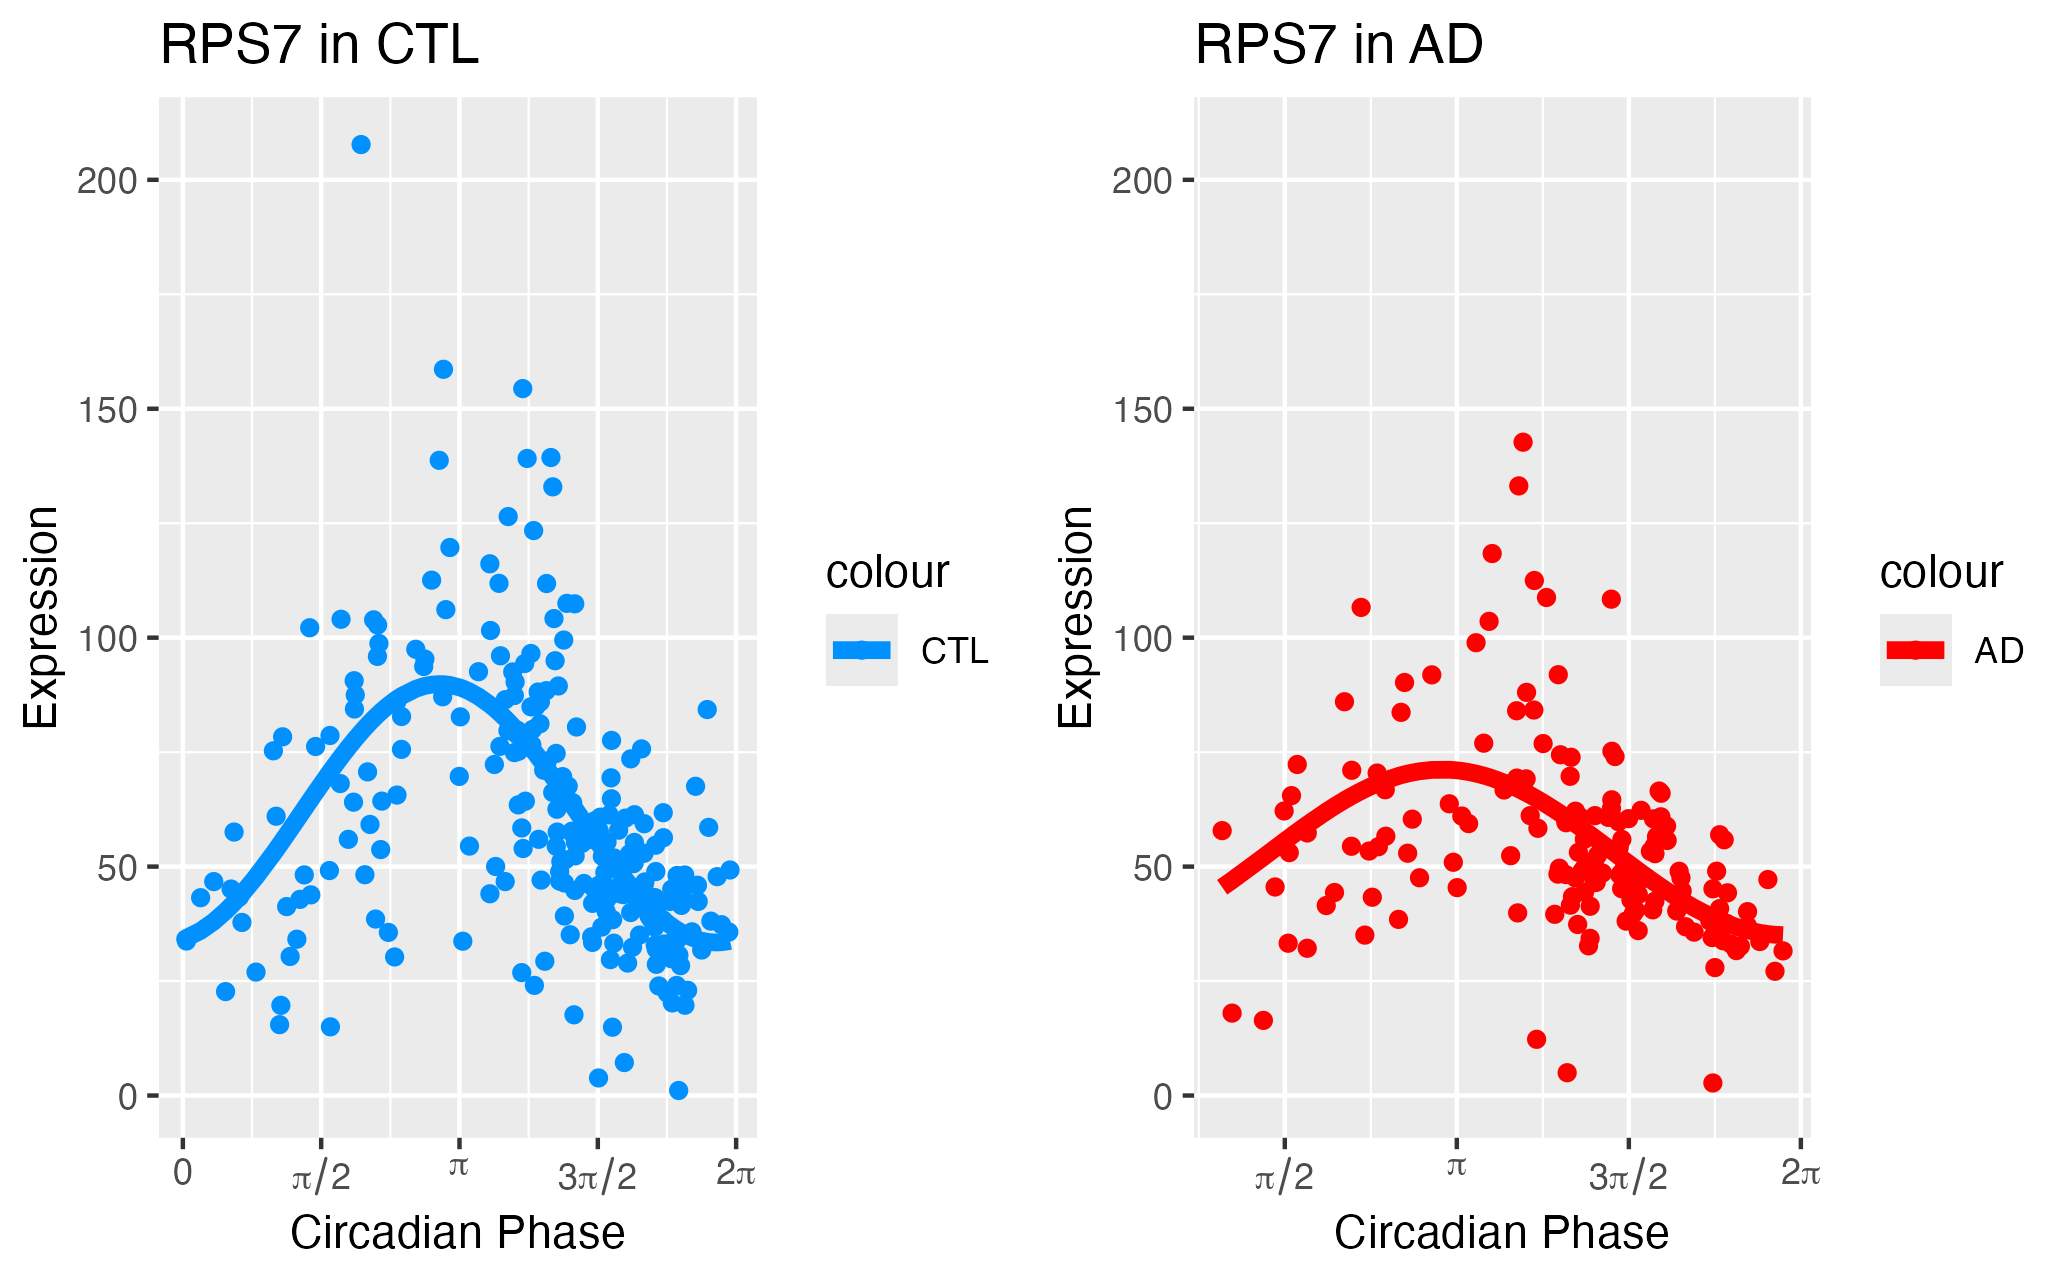 RPS7 in CTL
200
150
100
50
0
Expression
0 π/2 π 3π/2 2π
Circadian Phase
colour
CTL
RPS7 in AD
200
150
100
50
0
Expression
π/2 π 3π/2 2π
Circadian Phase
colour
AD